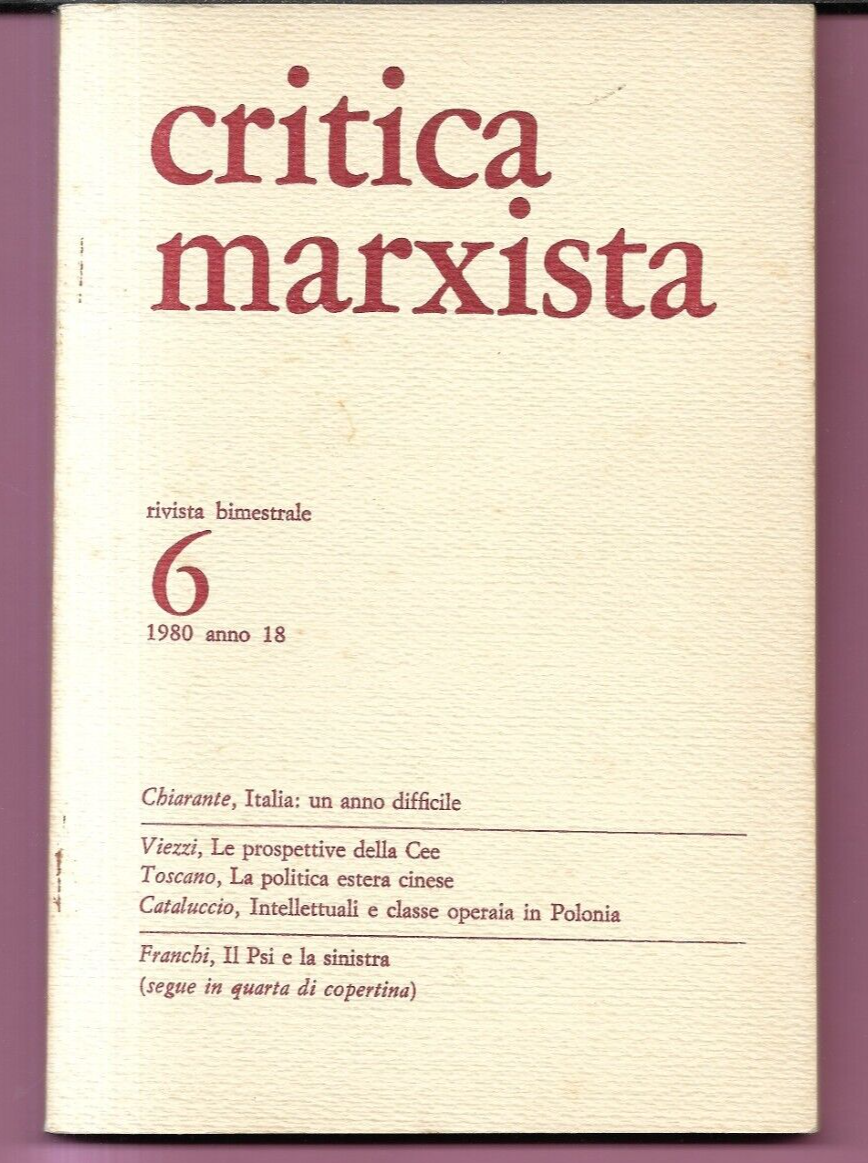 critica
marxista
rivista bimestrale
6
1980 anno 18
Chiarante, Italia: un anno difficile
Viezzi, Le prospettive della Cee
Toscano, La politica estera cinese
Cataluccio, Intellettuali e classe operaia in Polonia
Franchi, Il Psi e la sinistra
(segue in quarta di copertina)